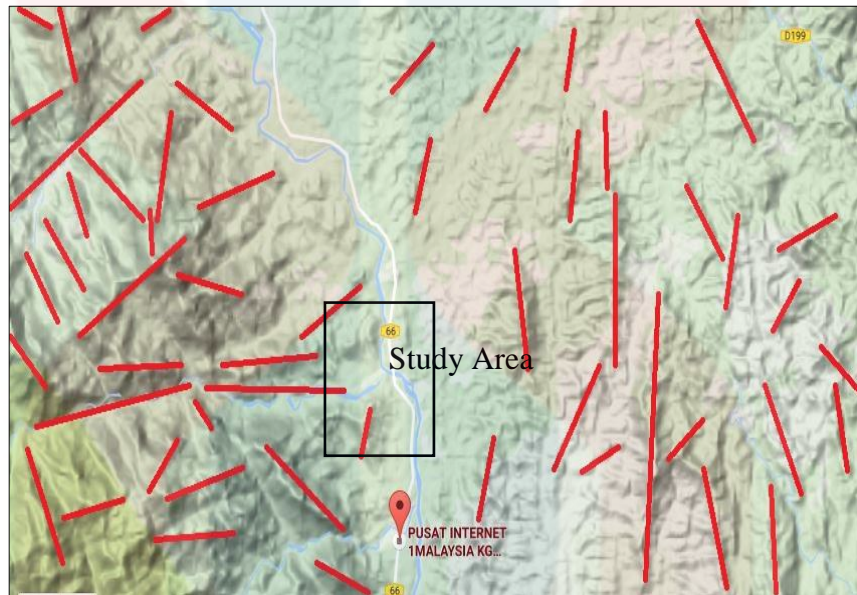 D199
66
Study Area
PUSAT INTERNET
1MALAYSIA KG...
66